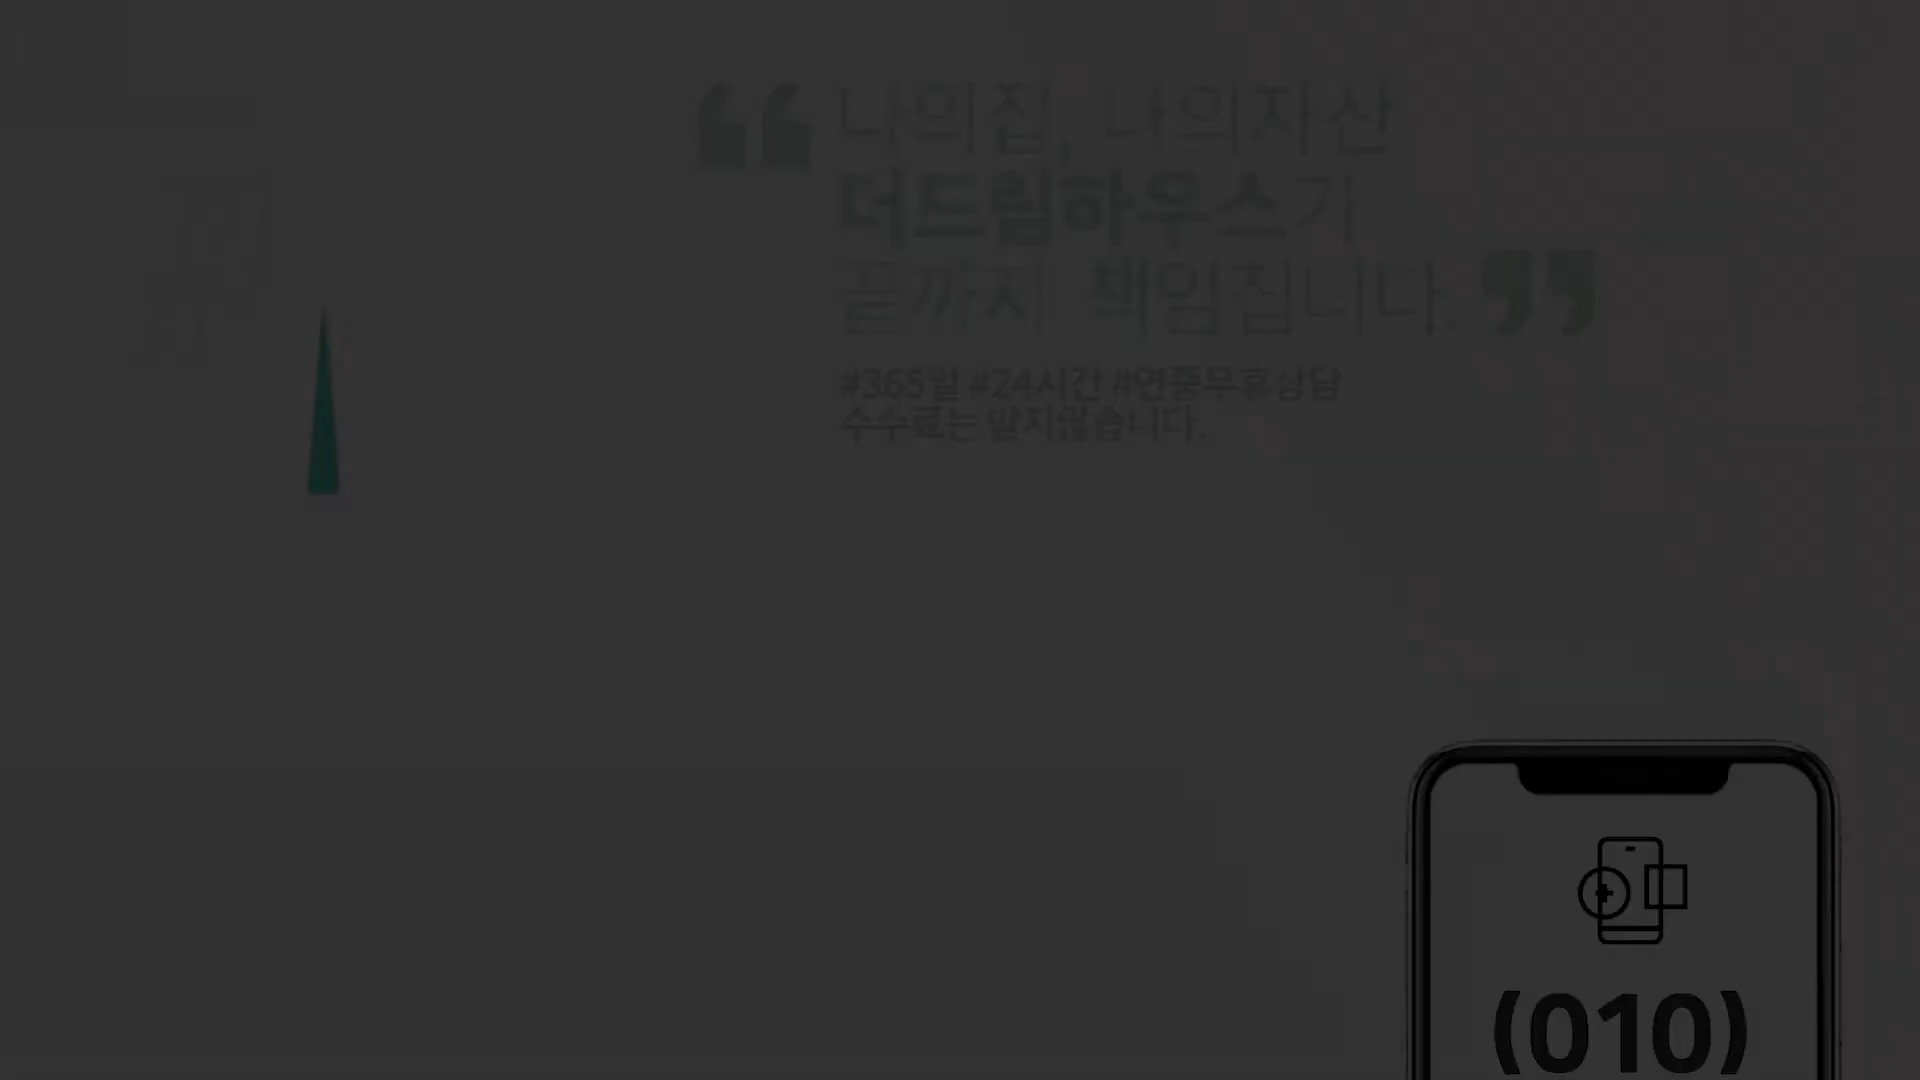 나의집, 나의자산
더드림하우스가
끝까지 책임집니다.
#365일 #24시간 #연중무휴상담
수수료는 받지않습니다.
(010)